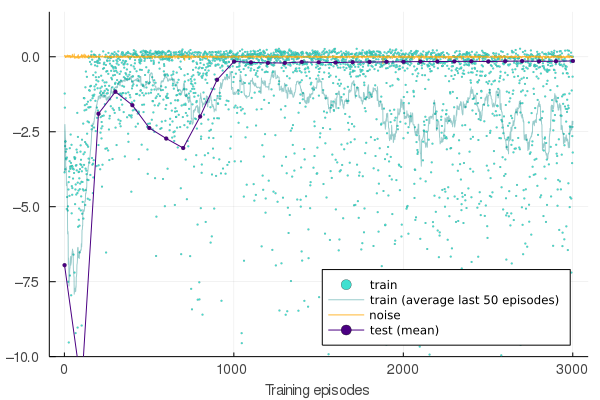 0.0
−2.5
−5.0
−7.5
−10.0
train
train (average last 50 episodes)
noise
test (mean)
0 1000 2000 3000
Training episodes